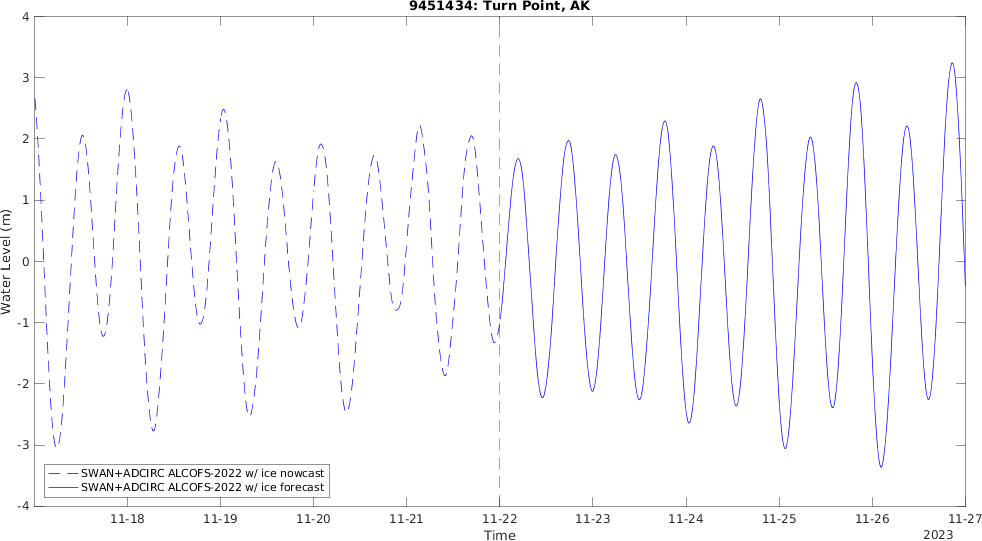 9451434: Turn Point, AK
4
3
2
1
0
-1
-2
-3
-4
Water Level (m)
SWAN+ADCIRC ALCOFS-2022 w/ ice nowcast
SWAN+ADCIRC ALCOFS-2022 w/ ice forecast
11-18 11-19 11-20 11-21 11-22 11-23 11-24 11-25 11-26 11-27
Time 2023